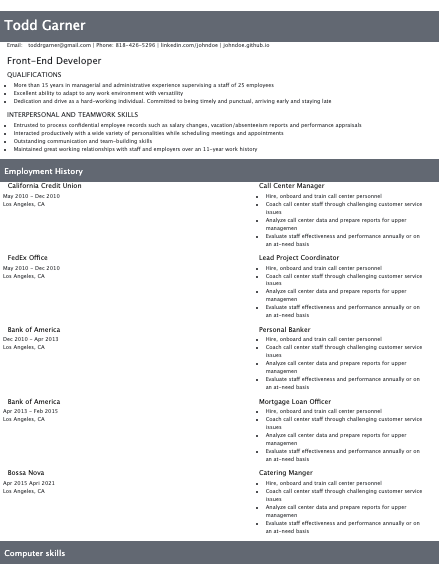 Todd Garner
Email: toddrgarner@gmail.com | Phone: 818-426-5296 | linkedin.com/johndoe | johndoe.github.io
Front-End Developer
QUALIFICATIONS
• More than 15 years in managerial and administrative experience supervising a staff of 25 employees
• Excellent ability to adapt to any work environment with versatility
• Dedication and drive as a hard-working individual. Committed to being timely and punctual, arriving early and staying late
INTERPERSONAL AND TEAMWORK SKILLS
• Entrusted to process confidential employee records such as salary changes, vacation/absenteeism reports and performance appraisals
• Interacted productively with a wide variety of personalities while scheduling meetings and appointments
• Outstanding communication and team-building skills
• Maintained great working relationships with staff and employers over an 11-year work history
Employment History
California Credit Union
May 2010 - Dec 2010
Los Angeles, CA
Call Center Manager
• Hire, onboard and train call center personnel
• Coach call center staff through challenging customer service
issues
• Analyze call center data and prepare reports for upper
managemen
• Evaluate staff effectiveness and performance annually or on
an at-need basis
FedEx Office
May 2010 - Dec 2010
Los Angeles, CA
Lead Project Coordinator
• Hire, onboard and train call center personnel
• Coach call center staff through challenging customer service
issues
• Analyze call center data and prepare reports for upper
managemen
• Evaluate staff effectiveness and performance annually or on
an at-need basis
Bank of America
Dec 2010 - Apr 2013
Los Angeles, CA
Personal Banker
• Hire, onboard and train call center personnel
• Coach call center staff through challenging customer service
issues
• Analyze call center data and prepare reports for upper
managemen
• Evaluate staff effectiveness and performance annually or on
an at-need basis
Bank of America
Apr 2013 - Feb 2015
Los Angeles, CA
Mortgage Loan Officer
• Hire, onboard and train call center personnel
• Coach call center staff through challenging customer service
issues
• Analyze call center data and prepare reports for upper
managemen
• Evaluate staff effectiveness and performance annually or on
an at-need basis
Bossa Nova
Apr 2015 Apri 2021
Los Angeles, CA
Catering Manger
• Hire, onboard and train call center personnel
• Coach call center staff through challenging customer service
issues
• Analyze call center data and prepare reports for upper
managemen
• Evaluate staff effectiveness and performance annually or on
an at-need basis
Computer skills